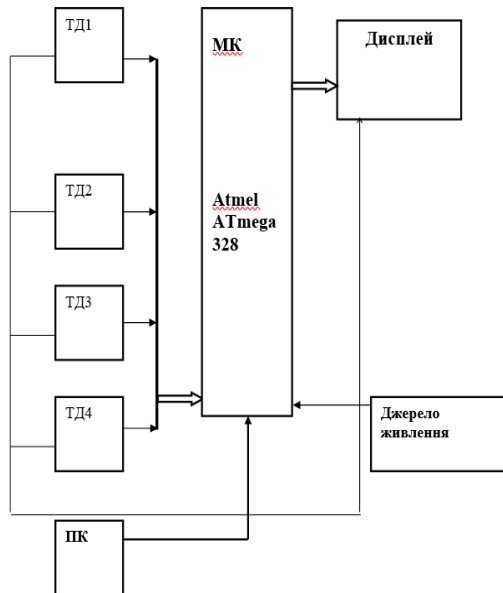 ТД1
МК
Дисплей
ТД2
Atmel
ATmega
328
ТД3
ТД4
Джерело
живлення
ПК